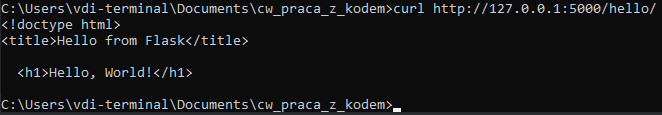 C:\Users\vdi-terminal\Documents\cw_praca_z_kodem>curl http://127.0.0.1:5000/hello/
<!doctype html>
<title>Hello from Flask</title>
<h1>Hello, World!</h1>
C:\Users\vdi-terminal\Documents\cw_praca_z_kodem>